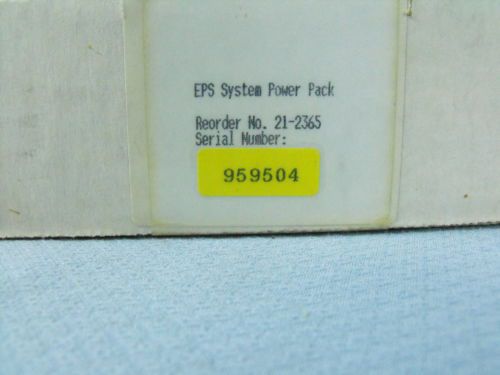 EPS System Power Pack
Reorder No. 21-2365
Serial Number:
959504